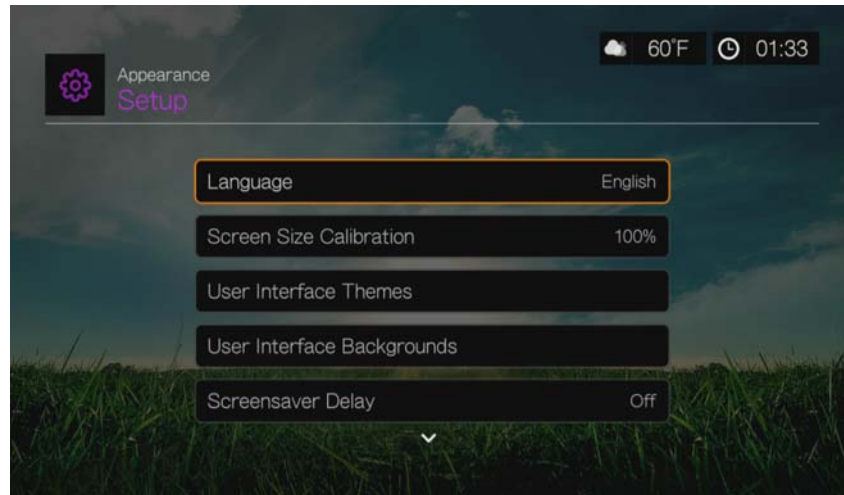 60°F
01:33
Appearance
Setup
Language English
Screen Size Calibration 100%
User Interface Themes
User Interface Backgrounds
Screensaver Delay Off